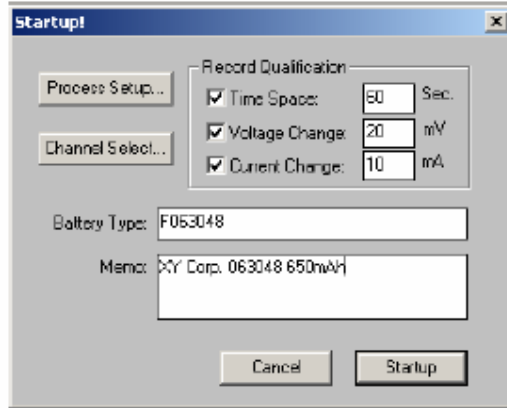 Startup!
Process Setup...
Channel Select...
Record Qualification
Time Space: 60 Sec.
Voltage Change: 20 mV
Current Change: 10 mA
Battery Type: F063048
Memo: XY Corp. 063048 650mAh
Cancel
Startup